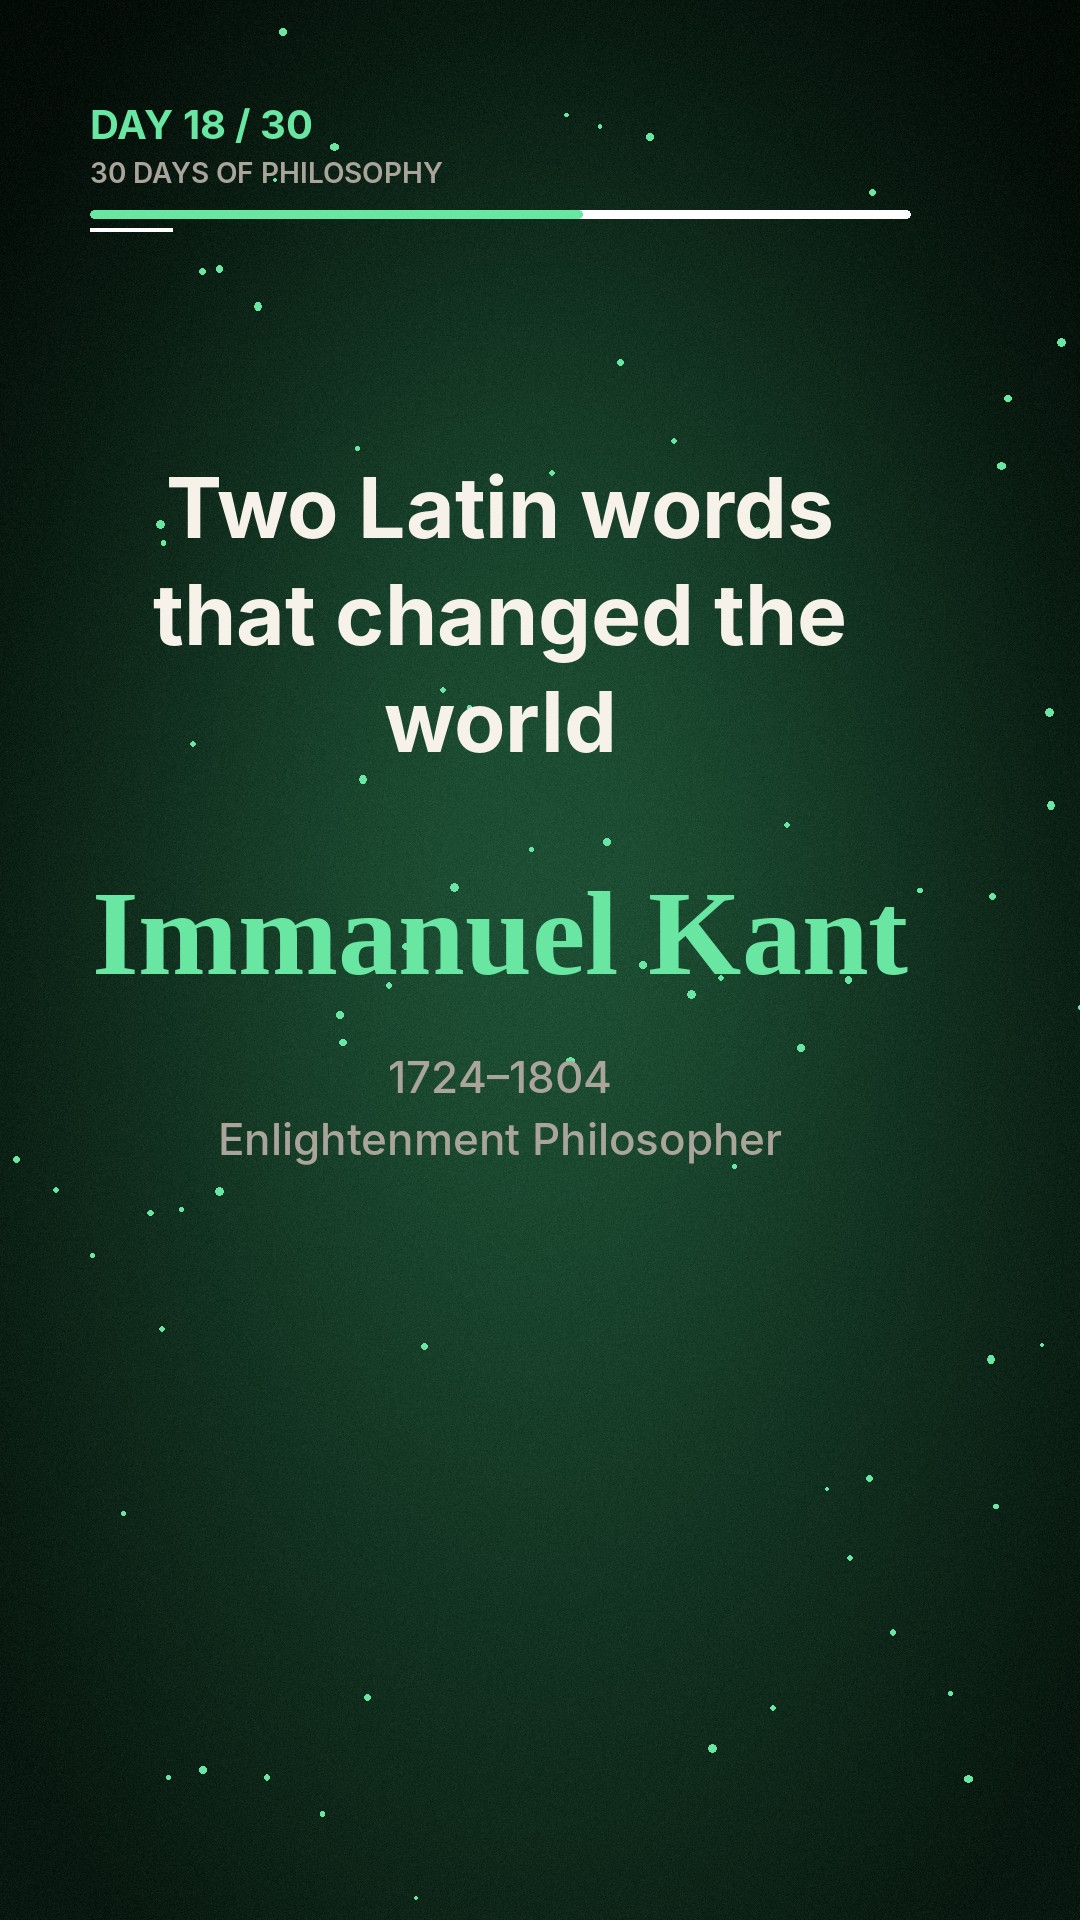 DAY 18 / 30
30 DAYS OF PHILOSOPHY
Two Latin words
that changed the
world
Immanuel Kant
1724–1804
Enlightenment Philosopher